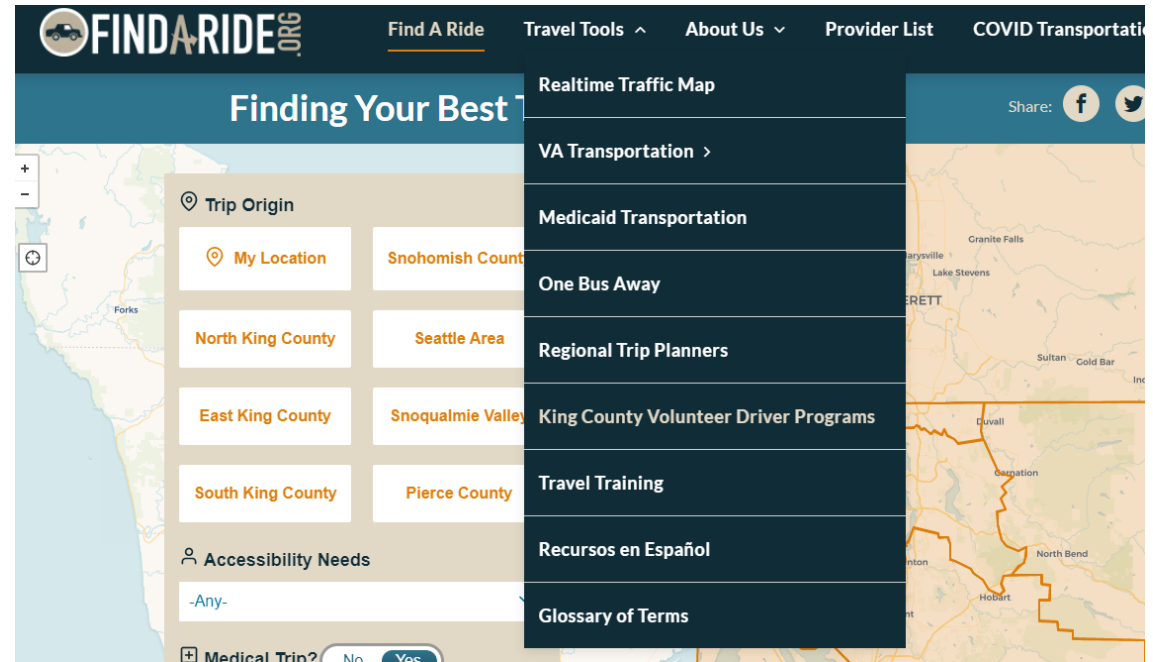 FINDARIDE.ORG
Find A Ride
Travel Tools
About Us
Provider List
COVID
Finding Your Best
Share:
Realtime Traffic Map
VA Transportation
Medicaid Transportation
One Bus Away
Regional Trip Planners
King County Volunteer Driver Programs
Travel Training
Recursos en Español
Glossary of Terms
+
-
Trip Origin
My Location
Snohomish
North King County
Seattle Area
East King County
Snoqualmie Valley
South King County
Pierce County
Accessibility Needs
-Any-
Medical Trip?
No
Yes
Forks
Granite Falls
Lake Stevens
Sultan
Gold Bar
Duvall
Carnation
North Bend
Hobart